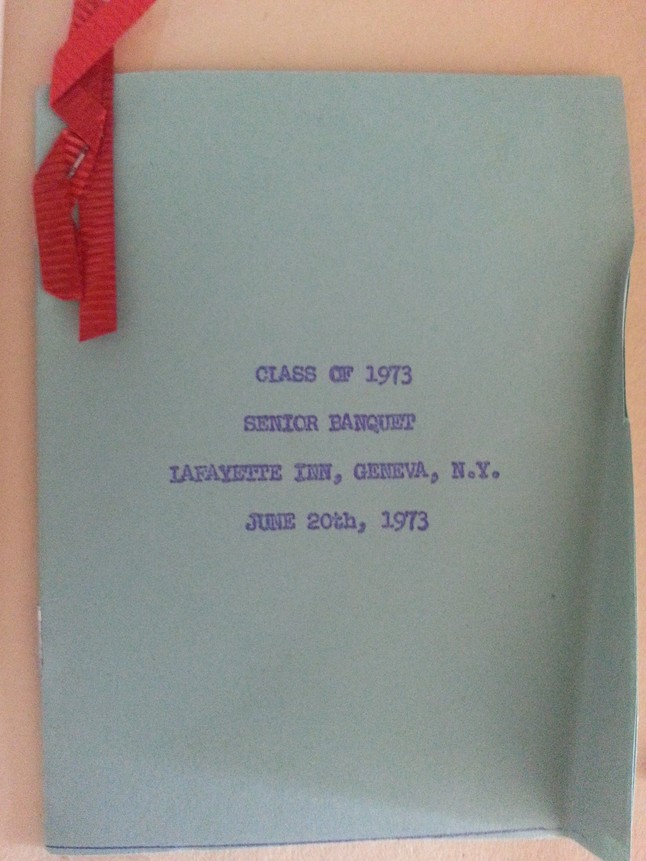 CLASS OF 1973
SENIOR BANQUET
LAFAYETTE INN, GENEVA, N.Y.
JUNE 20th, 1973